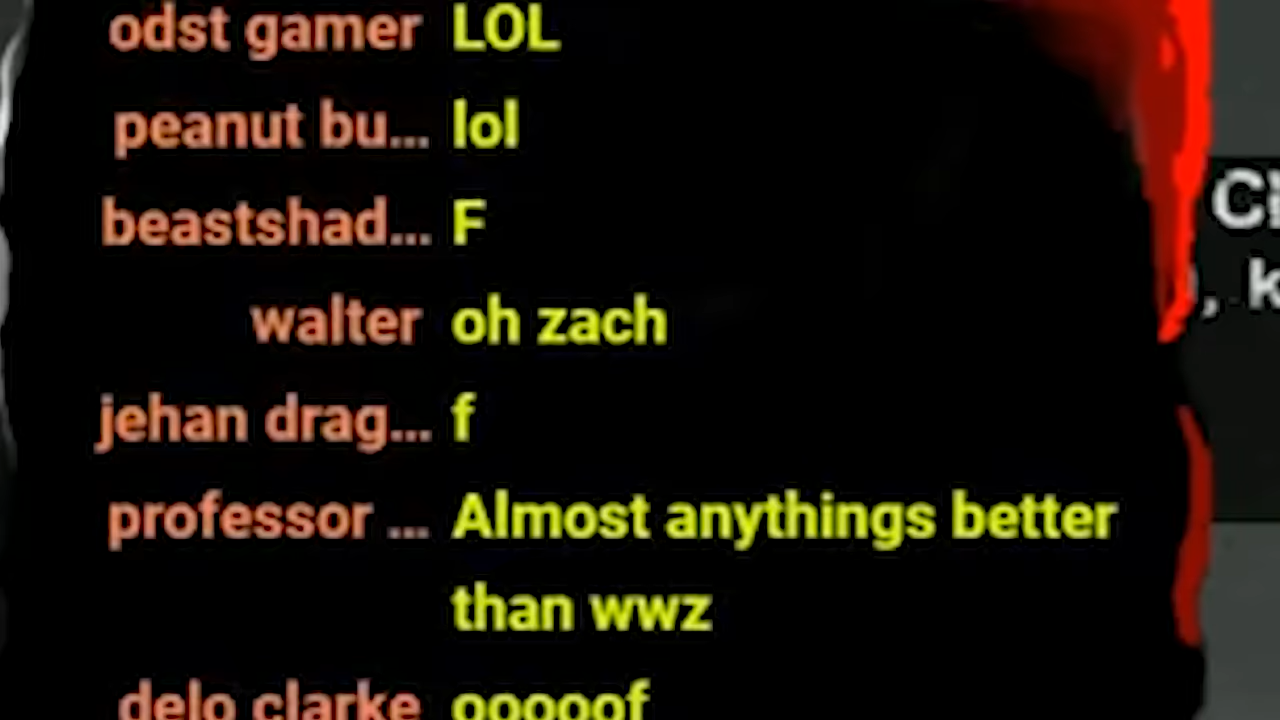 odst gamer LOL
peanut bu... lol
beastshad... F
walter oh zach
jehan drag... f
professor ... Almost anythings better
than wwz
delo clarke ooooof
, k